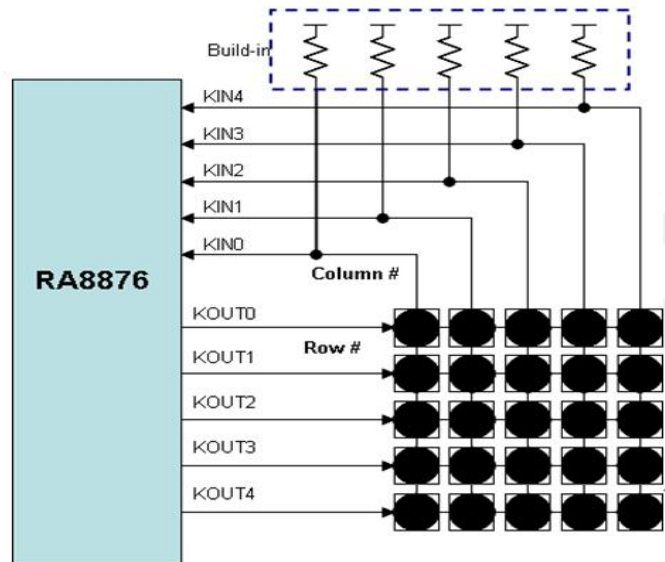 Build-in
KIN4
KIN3
KIN2
KIN1
KIN0
Column #
RA8876
KOUT0
Row #
KOUT1
KOUT2
KOUT3
KOUT4